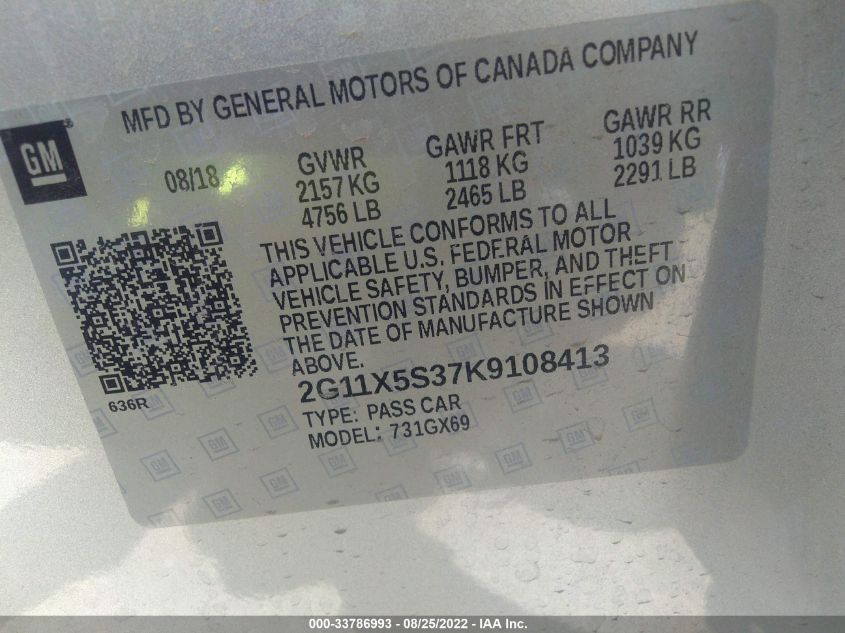 MFD BY GENERAL MOTORS OF CANADA COMPANY
GM
08/18
GVWR
2157 KG
4756 LB
GAWR FRT
1118 KG
2465 LB
GAWR RR
1039 KG
2291 LB
THIS VEHICLE CONFORMS TO ALL
APPLICABLE U.S. FEDERAL MOTOR
VEHICLE SAFETY, BUMPER, AND THEFT
PREVENTION STANDARDS IN EFFECT ON
THE DATE OF MANUFACTURE SHOWN
ABOVE.
2G11X5S37K9108413
TYPE: PASS CAR
MODEL: 731GX69
636R
000-33786993 - 08/25/2022 - IAA Inc.